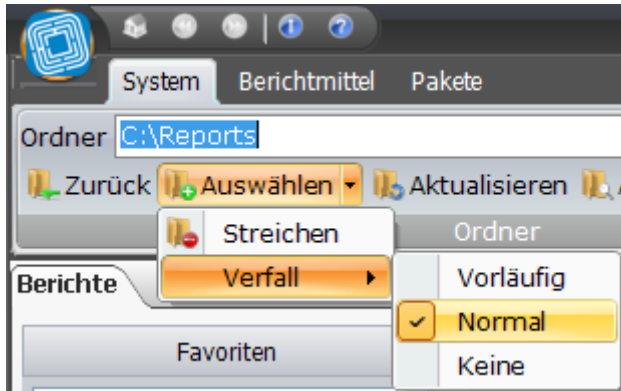 System Berichtmittel Pakete
Ordner C:\Reports
Zurück Auswählen Aktualisieren
Streichen Ordner
Berichte Verfall Vorläufig
Normal
Favoriten
Keine